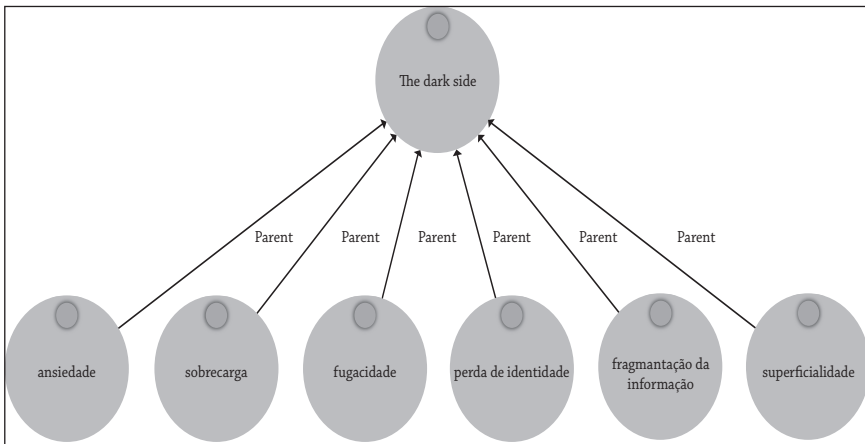 The dark side
Parent Parent Parent Parent Parent Parent
ansiedade
sobrecarga
fugacidade
perda de identidade
fragmantação da
informação
superficialidade